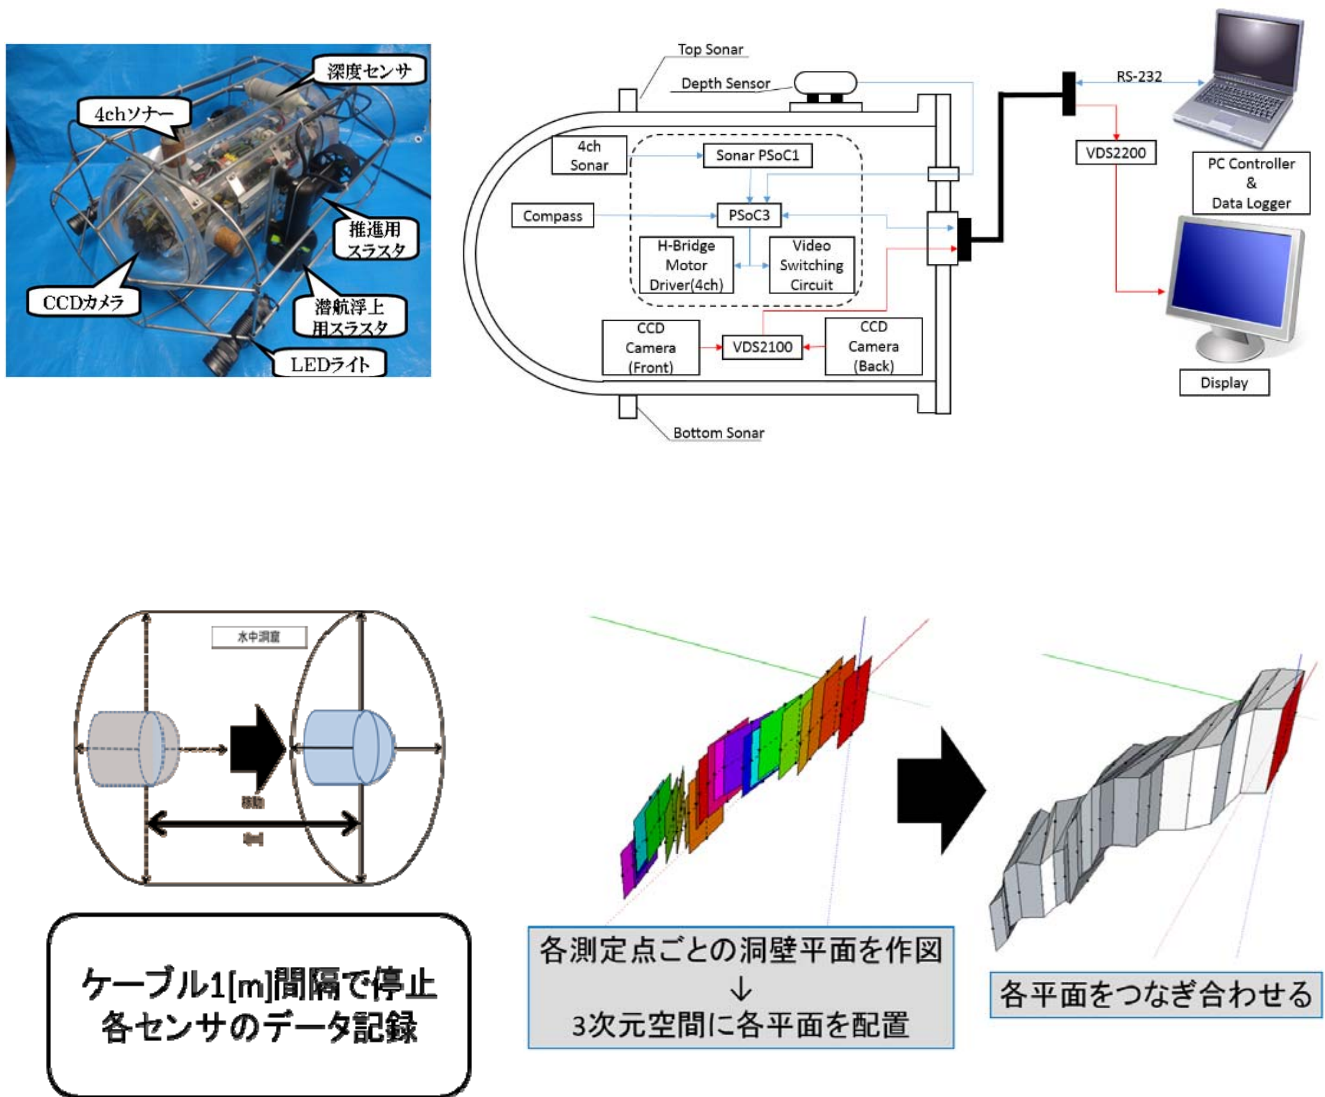 深度センサ
4chソナー
推進用
スラスタ
CCDカメラ
潜航浮上
用スラスタ
LEDライト
Top Sonar
Depth Sensor
4ch
Sonar
Sonar PSoC1
Compass
PSoC3
H-Bridge
Motor
Driver(4ch)
Video
Switching
Circuit
CCD
Camera
(Front)
VDS2100
CCD
Camera
(Back)
Bottom Sonar
RS-232
VDS2200
PC Controller
&
Data Logger
Display
水中洞窟
移動
ケーブル1[m]間隔で停止
各センサのデータ記録
各測定点ごとの洞壁平面を作図
↓
3次元空間に各平面を配置
各平面をつなぎ合わせる